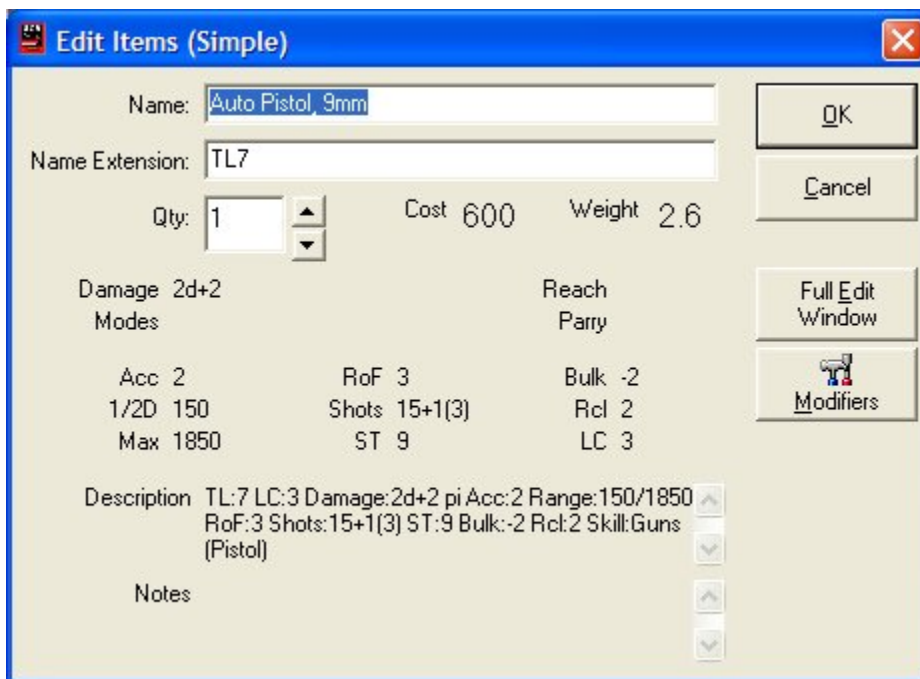 Edit Items (Simple)
Name: Auto Pistol, 9mm
OK
Name Extension: TL7
Cancel
Qty: 1 Cost 600 Weight 2.6
Damage 2d+2 Reach
Modes Parry
Full Edit
Window
Acc 2 RoF 3 Bulk -2
1/2D 150 Shots 15+1(3) Rcl 2
Max 1850 ST 9 LC 3
Modifiers
Description TL:7 LC:3 Damage:2d+2 pi Acc:2 Range:150/1850
RoF:3 Shots:15+1(3) ST:9 Bulk:-2 Rcl:2 Skill:Guns
(Pistol)
Notes